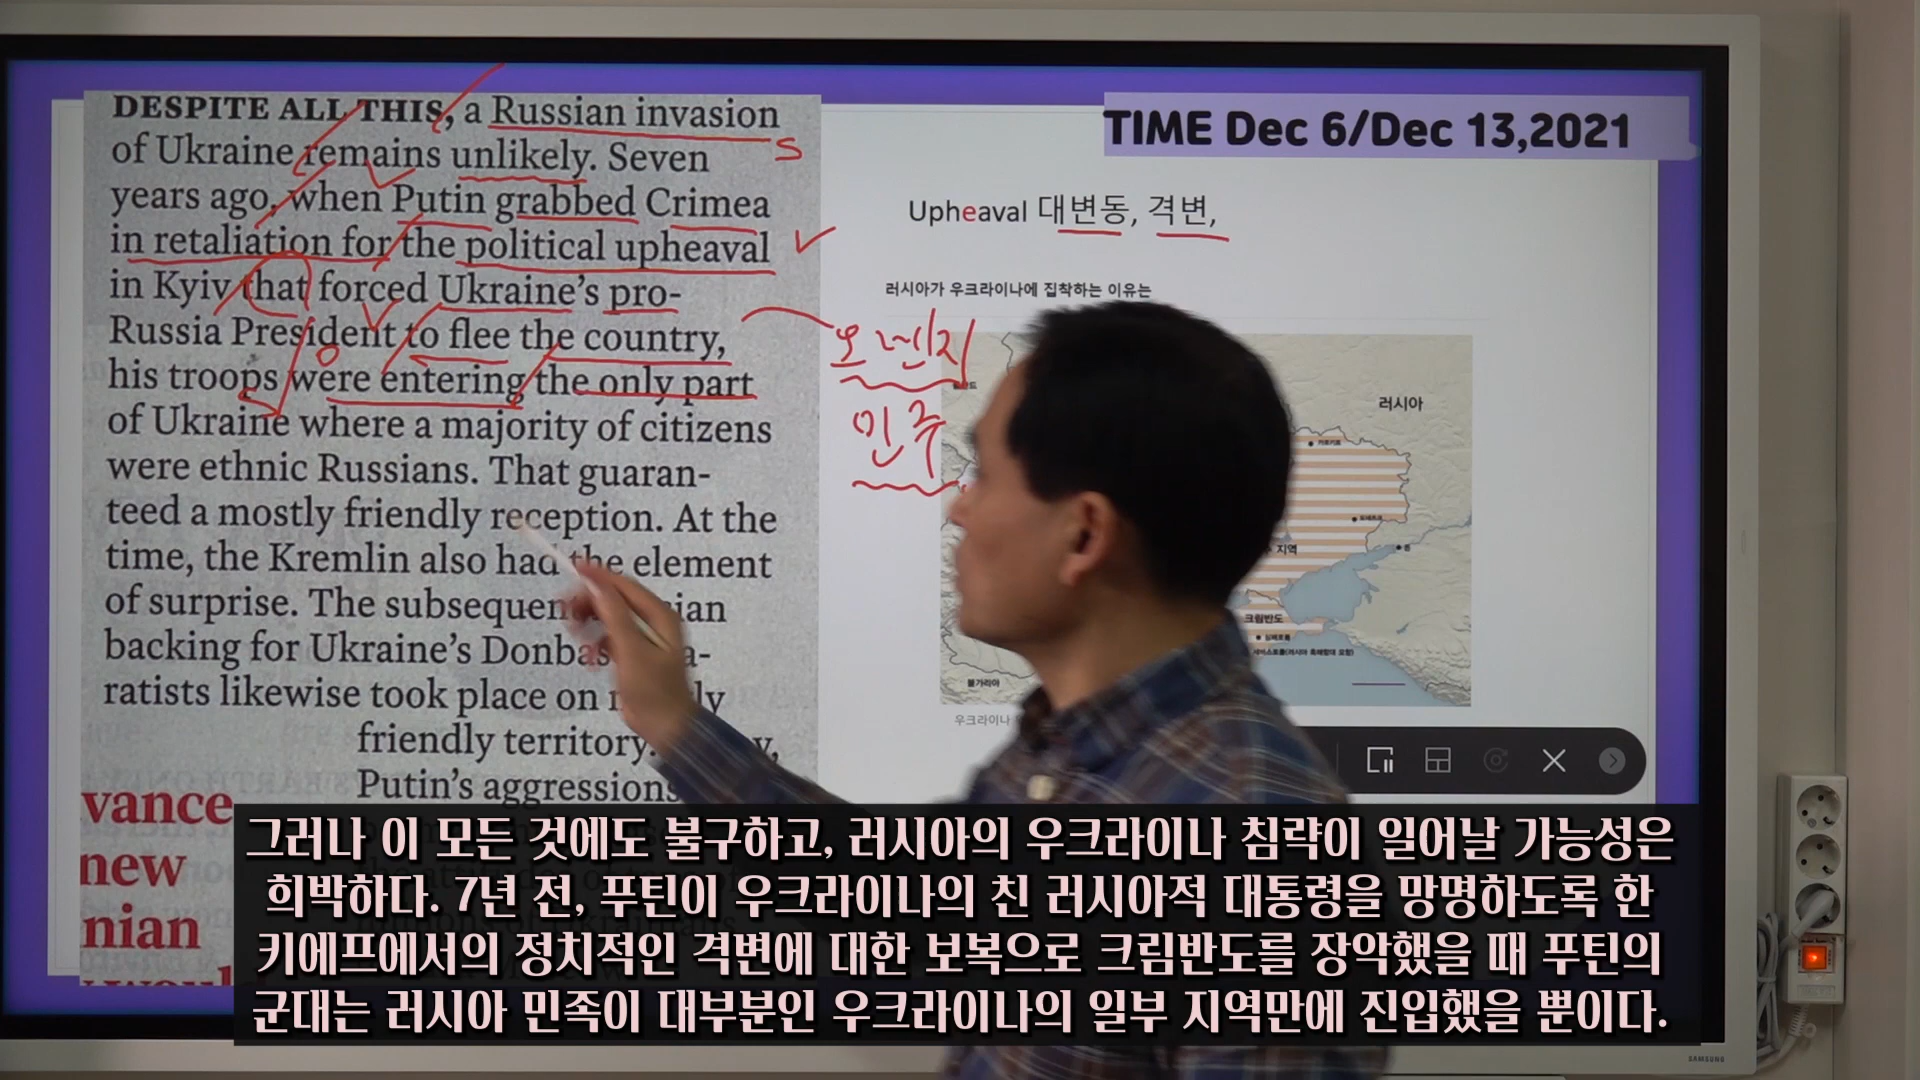 DESPITE ALL THIS, a Russian invasion
of Ukraine remains unlikely. Seven
years ago, when Putin grabbed Crimea
in retaliation for the political upheaval
in Kyiv that forced Ukraine's pro-
Russia President to flee the country,
his troops were entering the only part
of Ukraine where a majority of citizens
were ethnic Russians. That guaran-
teed a mostly friendly reception. At the
time, the Kremlin also had the element
of surprise. The subsequen ian
backing for Ukraine's Donbas a-
ratists likewise took place on ly
friendly territory. y,
Putin's aggressions
vance
new
nian
TIME Dec 6/Dec 13,2021
Upheaval 대변동, 격변,
s
러시아가 우크라이나에 집착하는 이유는
오렌지
민주
러시아
지역
크림반도
불가리아
우크라이나
그러나 이 모든 것에도 불구하고, 러시아의 우크라이나 침략이 일어날 가능성은
희박하다. 7년 전, 푸틴이 우크라이나의 친 러시아적 대통령을 망명하도록 한
키에프에서의 정치적인 격변에 대한 보복으로 크림반도를 장악했을 때 푸틴의
군대는 러시아 민족이 대부분인 우크라이나의 일부 지역만에 진입했을 뿐이다.
SAMSUNG